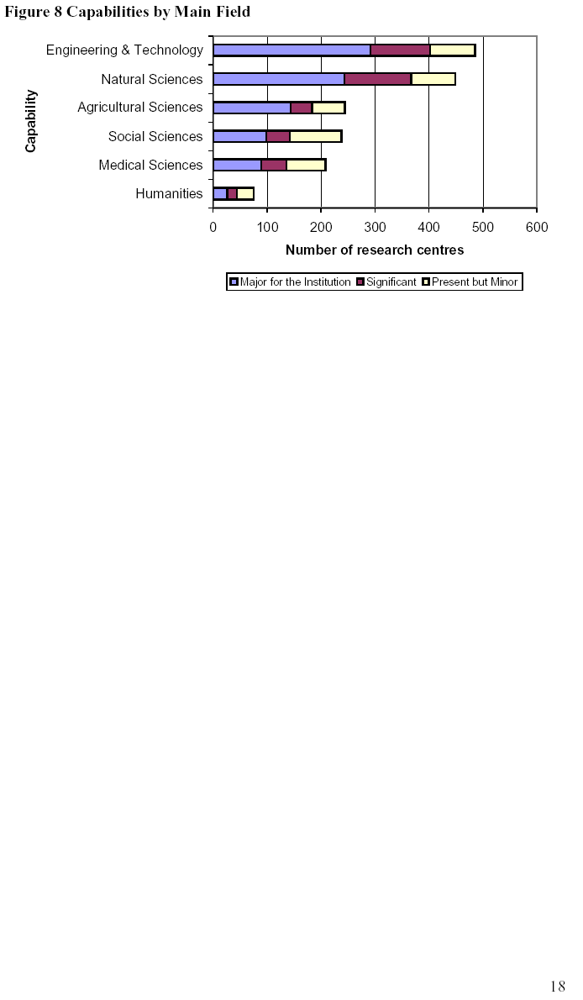 Figure 8 Capabilities by Main Field
Capability
Engineering & Technology
Natural Sciences
Agricultural Sciences
Social Sciences
Medical Sciences
Humanities
0 100 200 300 400 500 600
Number of research centres
Major for the Institution Significant Present but Minor
18